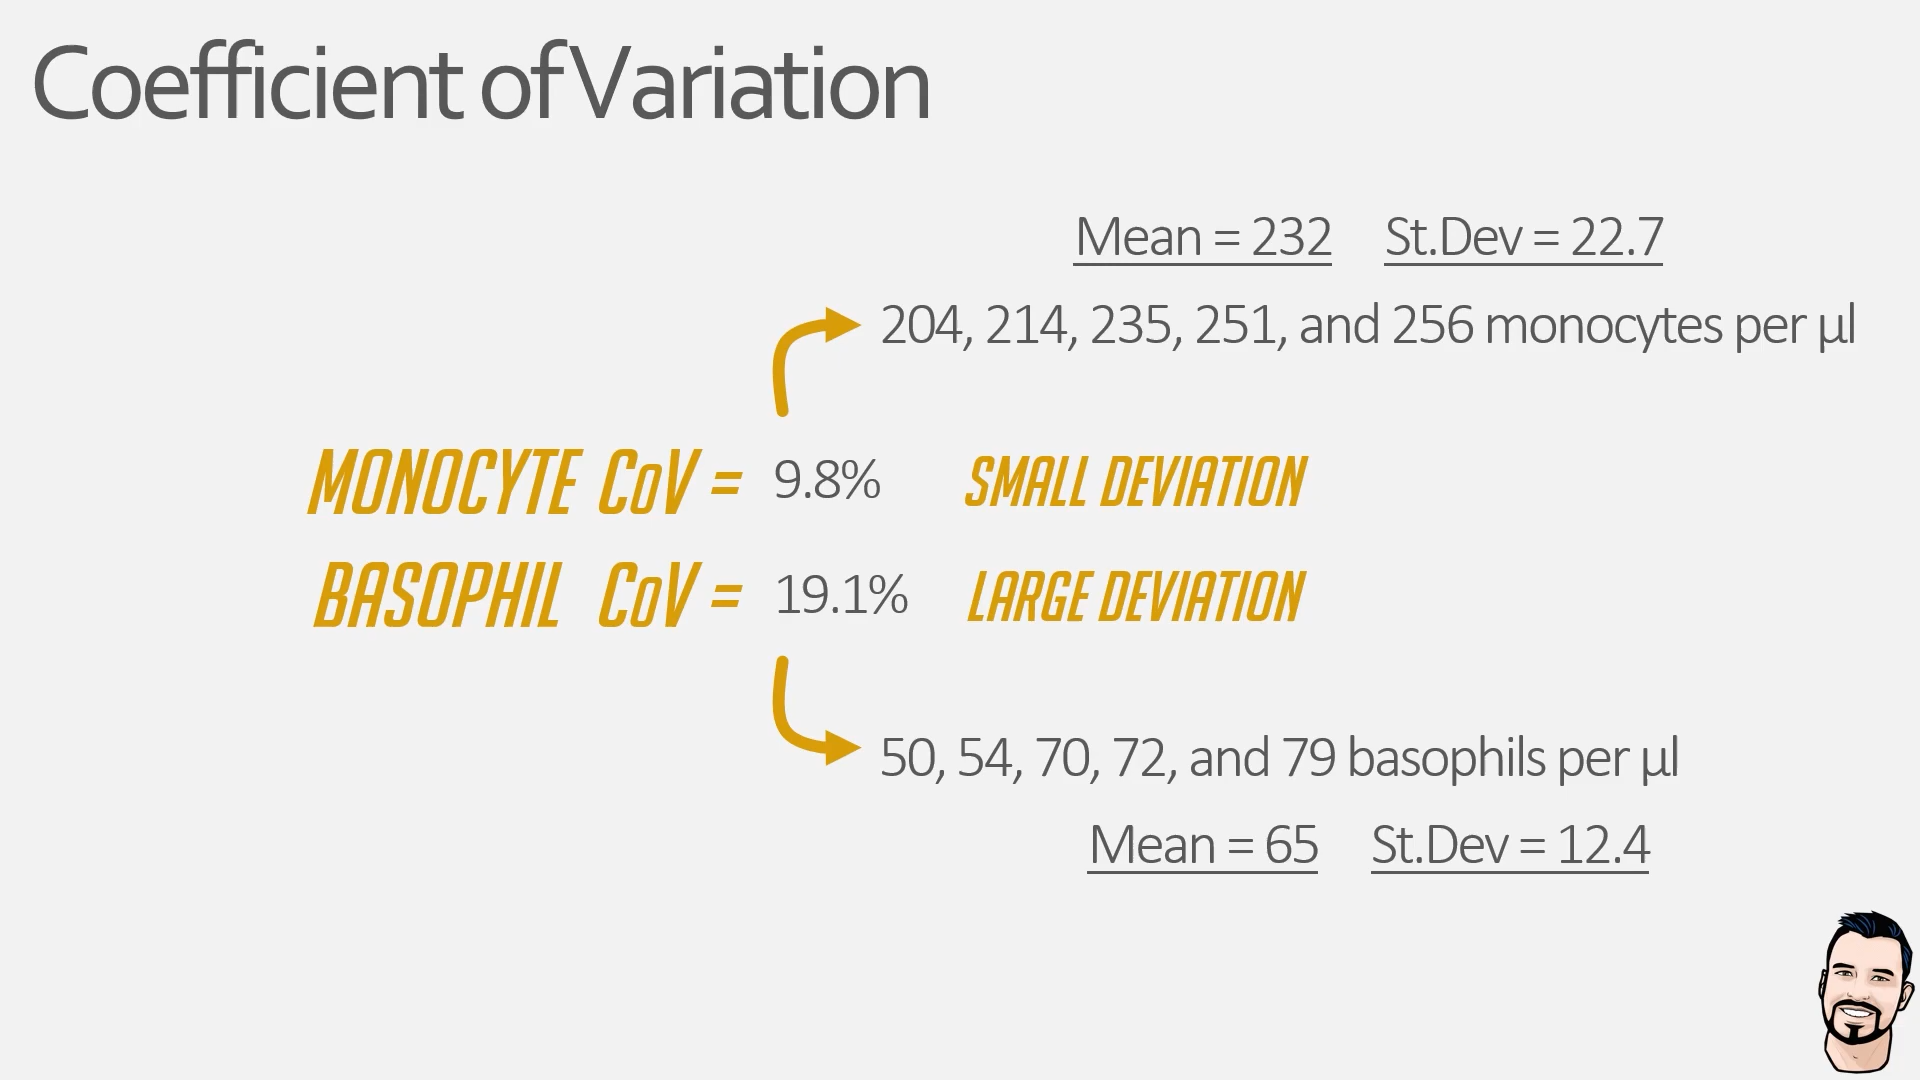 Coefficient of Variation
Mean = 232 St.Dev = 22.7
204, 214, 235, 251, and 256 monocytes per µl
MONOCYTE CoV = 9.8% SMALL DEVIATION
BASOPHIL CoV = 19.1% LARGE DEVIATION
50, 54, 70, 72, and 79 basophils per µl
Mean = 65 St.Dev = 12.4